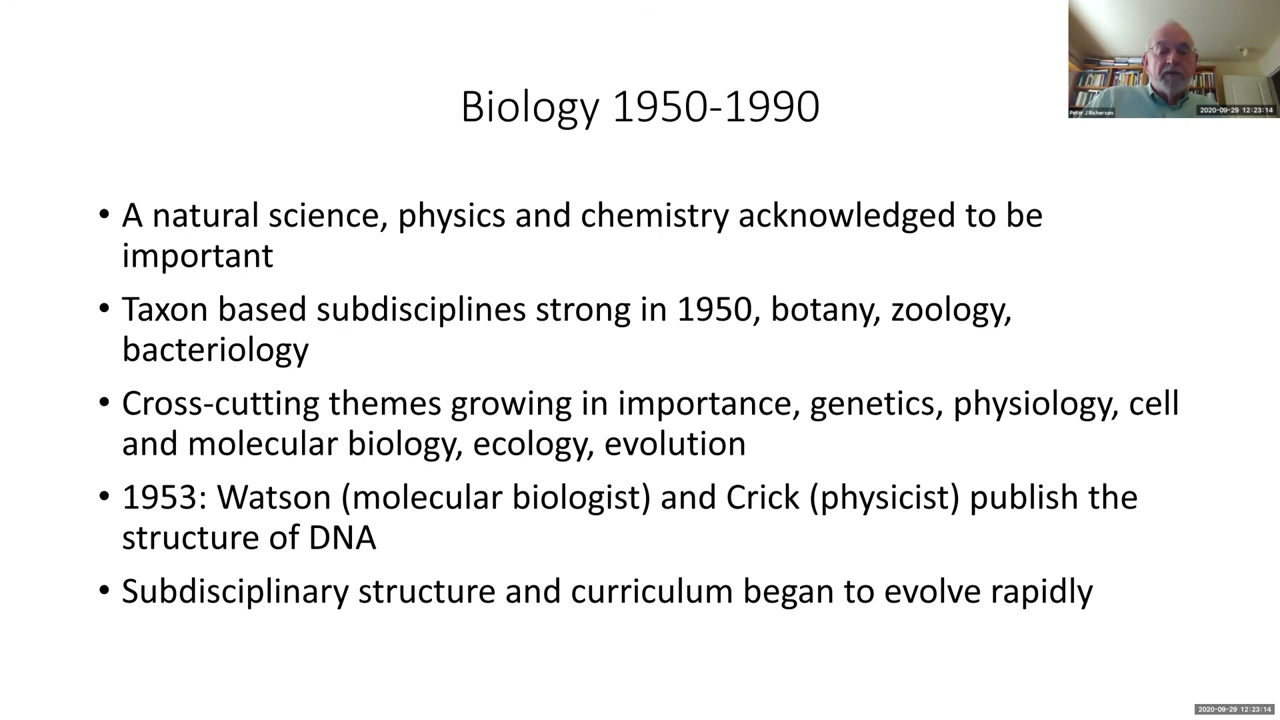 Biology 1950-1990
• A natural science, physics and chemistry acknowledged to be
important
• Taxon based subdisciplines strong in 1950, botany, zoology,
bacteriology
• Cross-cutting themes growing in importance, genetics, physiology, cell
and molecular biology, ecology, evolution
• 1953: Watson (molecular biologist) and Crick (physicist) publish the
structure of DNA
• Subdisciplinary structure and curriculum began to evolve rapidly
Peter J Richerson
2020-09-29 12:23:14
2020-09-29 12:23:14